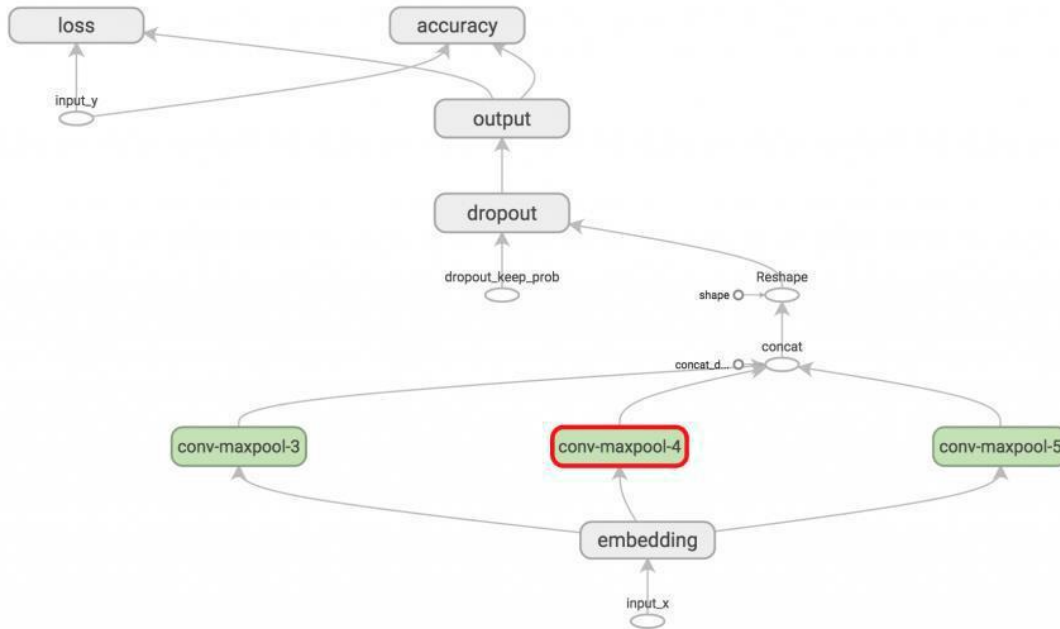 loss
accuracy
input_y
output
dropout
dropout_keep_prob
Reshape
shape
concat
concat_d...
conv-maxpool-3
conv-maxpool-4
conv-maxpool-5
embedding
input_x